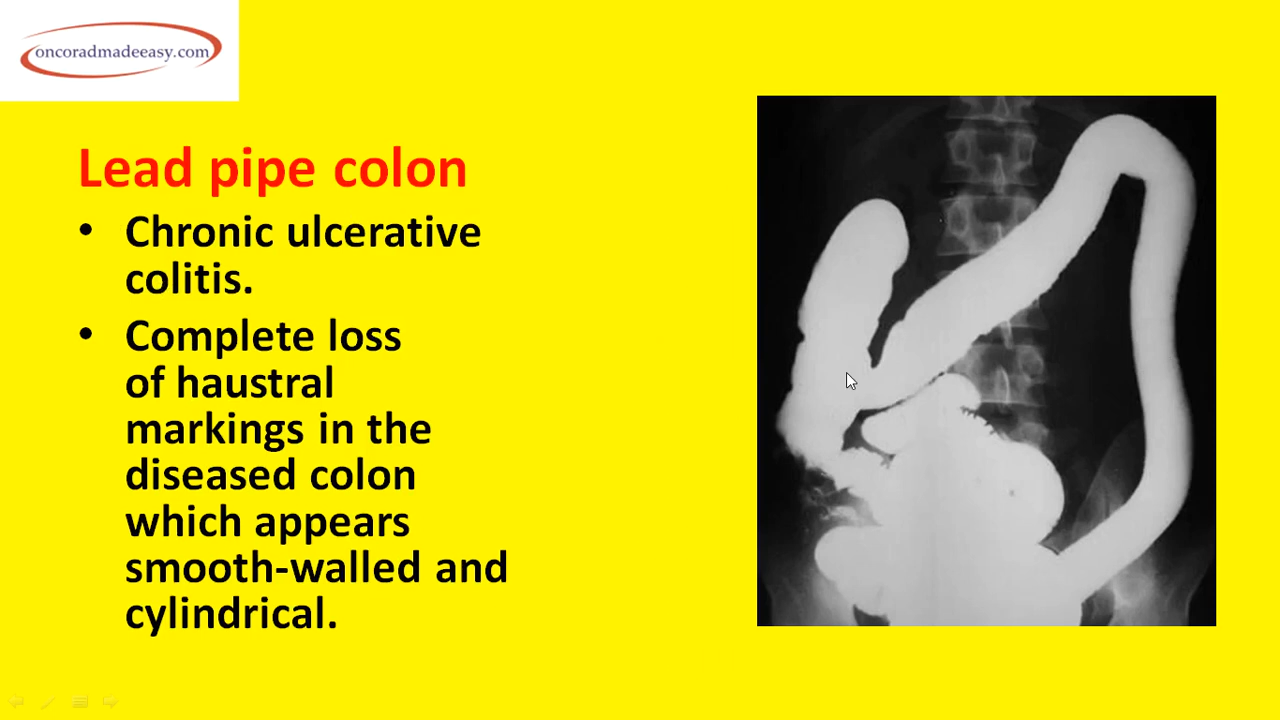 oncoradmadeeasy.com
Lead pipe colon
• Chronic ulcerative
colitis.
• Complete loss
of haustral
markings in the
diseased colon
which appears
smooth-walled and
cylindrical.